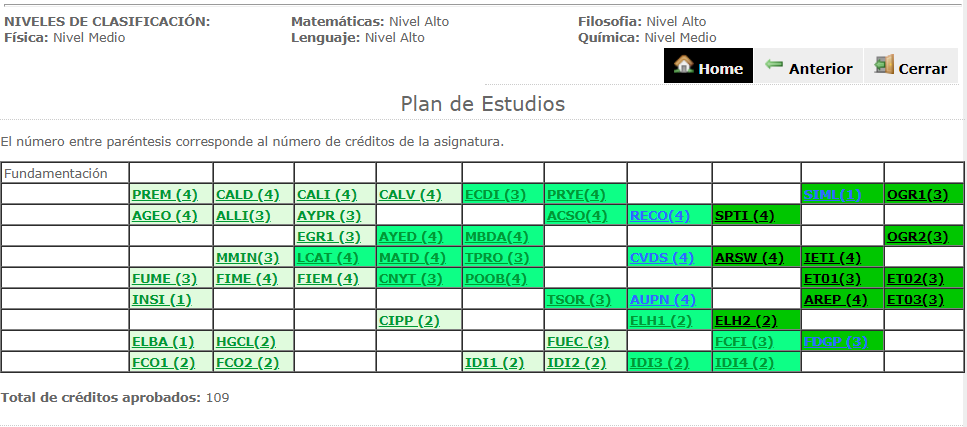 NIVELES DE CLASIFICACIÓN: Matemáticas: Nivel Alto Filosofia: Nivel Alto
Física: Nivel Medio Lenguaje: Nivel Alto Química: Nivel Medio
Home Anterior Cerrar
Plan de Estudios
El número entre paréntesis corresponde al número de créditos de la asignatura.
Fundamentación
PREM (4) CALD (4) CALI (4) CALV (4) ECDI (3) PRYE(4) SIML(1) OGR1(3)
AGEO (4) ALLI(3) AYPR (3) ACSO(4) RECO(4) SPTI (4)
EGR1 (3) AYED (4) MBDA(4) OGR2(3)
MMIN(3) LCAT (4) MATD (4) TPRO (3) CVDS (4) ARSW (4) IETI (4)
FUME (3) FIME (4) FIEM (4) CNYT (3) POOB(4) ET01(3) ET02(3)
INSI (1) TSOR (3) AUPN (4) AREP (4) ET03(3)
CIPP (2) ELH1 (2) ELH2 (2)
ELBA (1) HGCL(2) FUEC (3) FCFI (3) FDGP (3)
FCO1 (2) FCO2 (2) IDI1 (2) IDI2 (2) IDI3 (2) IDI4 (2)
Total de créditos aprobados: 109